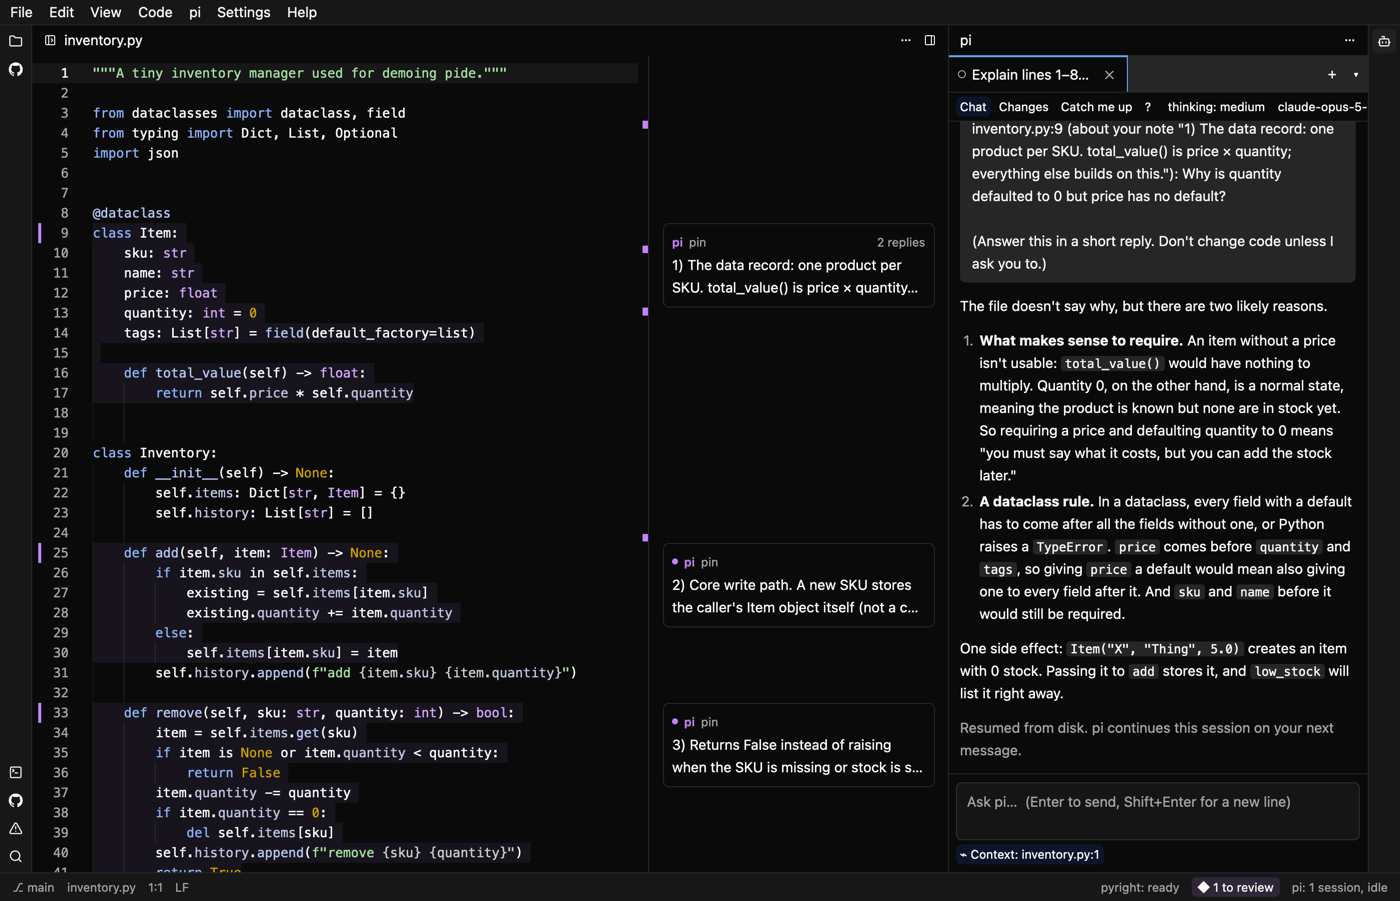 File Edit View Code pi Settings Help
inventory.py
1 """A tiny inventory manager used for demoing pide."""
2
3 from dataclasses import dataclass, field
4 from typing import Dict, List, Optional
5 import json
6
7
8 @dataclass
9 class Item:
10 sku: str
11 name: str
12 price: float
13 quantity: int = 0
14 tags: List[str] = field(default_factory=list)
15
16 def total_value(self) -> float:
17 return self.price * self.quantity
18
19
20 class Inventory:
21 def __init__(self) -> None:
22 self.items: Dict[str, Item] = {}
23 self.history: List[str] = []
24
25 def add(self, item: Item) -> None:
26 if item.sku in self.items:
27 existing = self.items[item.sku]
28 existing.quantity += item.quantity
29 else:
30 self.items[item.sku] = item
31 self.history.append(f"add {item.sku} {item.quantity}")
32
33 def remove(self, sku: str, quantity: int) -> bool:
34 item = self.items.get(sku)
35 if item is None or item.quantity < quantity:
36 return False
37 item.quantity -= quantity
38 if item.quantity == 0:
39 del self.items[sku]
40 self.history.append(f"remove {sku} {quantity}")
41 return True
pi pin 2 replies
1) The data record: one product per
SKU. total_value() is price × quantity...
pi pin
2) Core write path. A new SKU stores
the caller's Item object itself (not a c...
pi pin
3) Returns False instead of raising
when the SKU is missing or stock is s...
pi
Explain lines 1–8...
Chat Changes Catch me up ? thinking: medium claude-opus-5-
inventory.py:9 (about your note "1) The data record: one
product per SKU. total_value() is price × quantity;
everything else builds on this."): Why is quantity
defaulted to 0 but price has no default?
(Answer this in a short reply. Don't change code unless I
ask you to.)
The file doesn't say why, but there are two likely reasons.
1. What makes sense to require. An item without a price
isn't usable: total_value() would have nothing to
multiply. Quantity 0, on the other hand, is a normal state,
meaning the product is known but none are in stock yet.
So requiring a price and defaulting quantity to 0 means
"you must say what it costs, but you can add the stock
later."
2. A dataclass rule. In a dataclass, every field with a default
has to come after all the fields without one, or Python
raises a TypeError. price comes before quantity and
tags, so giving price a default would mean also giving
one to every field after it. And sku and name before it
would still be required.
One side effect: Item("X", "Thing", 5.0) creates an item
with 0 stock. Passing it to add stores it, and low_stock will
list it right away.
Resumed from disk. pi continues this session on your next
message.
Ask pi... (Enter to send, Shift+Enter for a new line)
Context: inventory.py:1
main inventory.py 1:1 LF
pyright: ready 1 to review pi: 1 session, idle